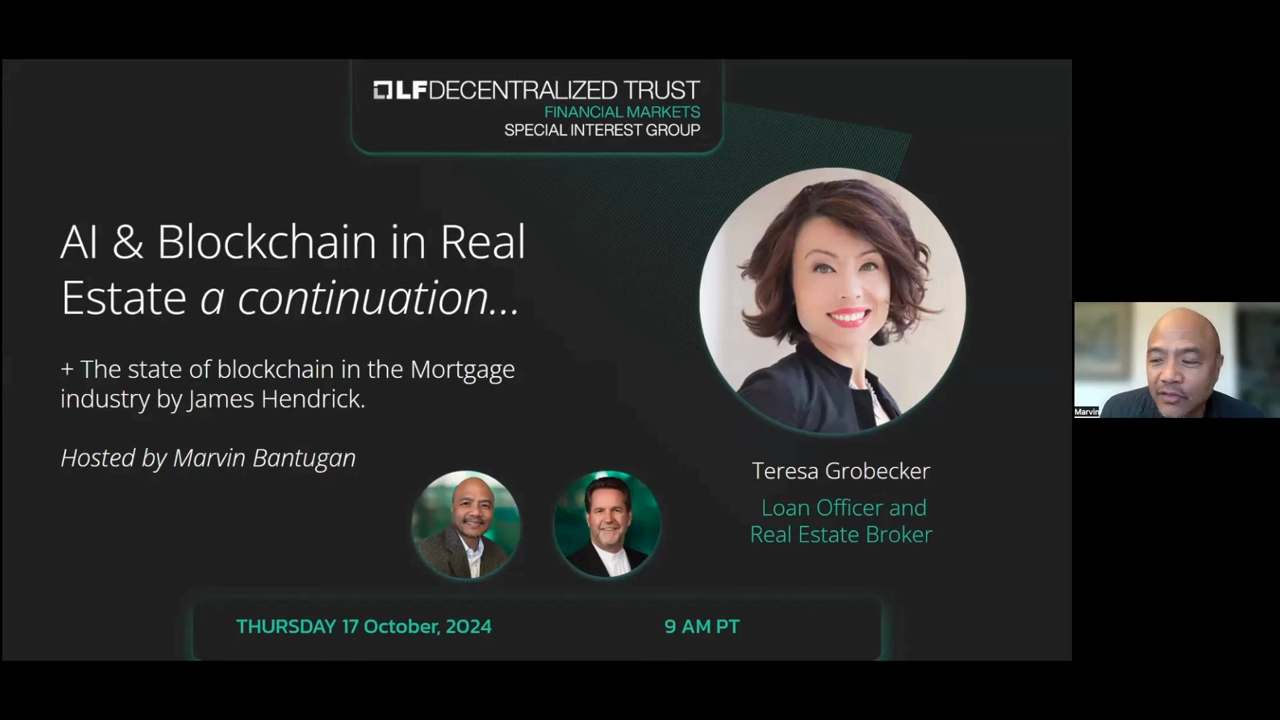 LFDECENTRALIZED TRUST
FINANCIAL MARKETS
SPECIAL INTEREST GROUP
AI & Blockchain in Real
Estate a continuation...
+ The state of blockchain in the Mortgage
industry by James Hendrick.
Hosted by Marvin Bantugan
Teresa Grobecker
Loan Officer and
Real Estate Broker
THURSDAY 17 October, 2024
9 AM PT
Marvin